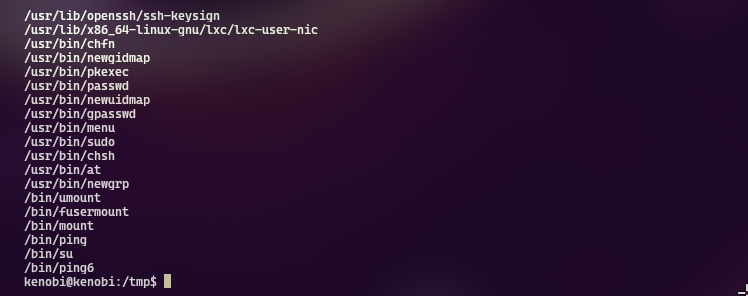 /usr/lib/openssh/ssh-keysign
/usr/lib/x86_64-linux-gnu/lxc/lxc-user-nic
/usr/bin/chfn
/usr/bin/newgidmap
/usr/bin/pkexec
/usr/bin/passwd
/usr/bin/newuidmap
/usr/bin/gpasswd
/usr/bin/menu
/usr/bin/sudo
/usr/bin/chsh
/usr/bin/at
/usr/bin/newgrp
/bin/umount
/bin/fusermount
/bin/mount
/bin/ping
/bin/su
/bin/ping6
kenobi@kenobi:/tmp$